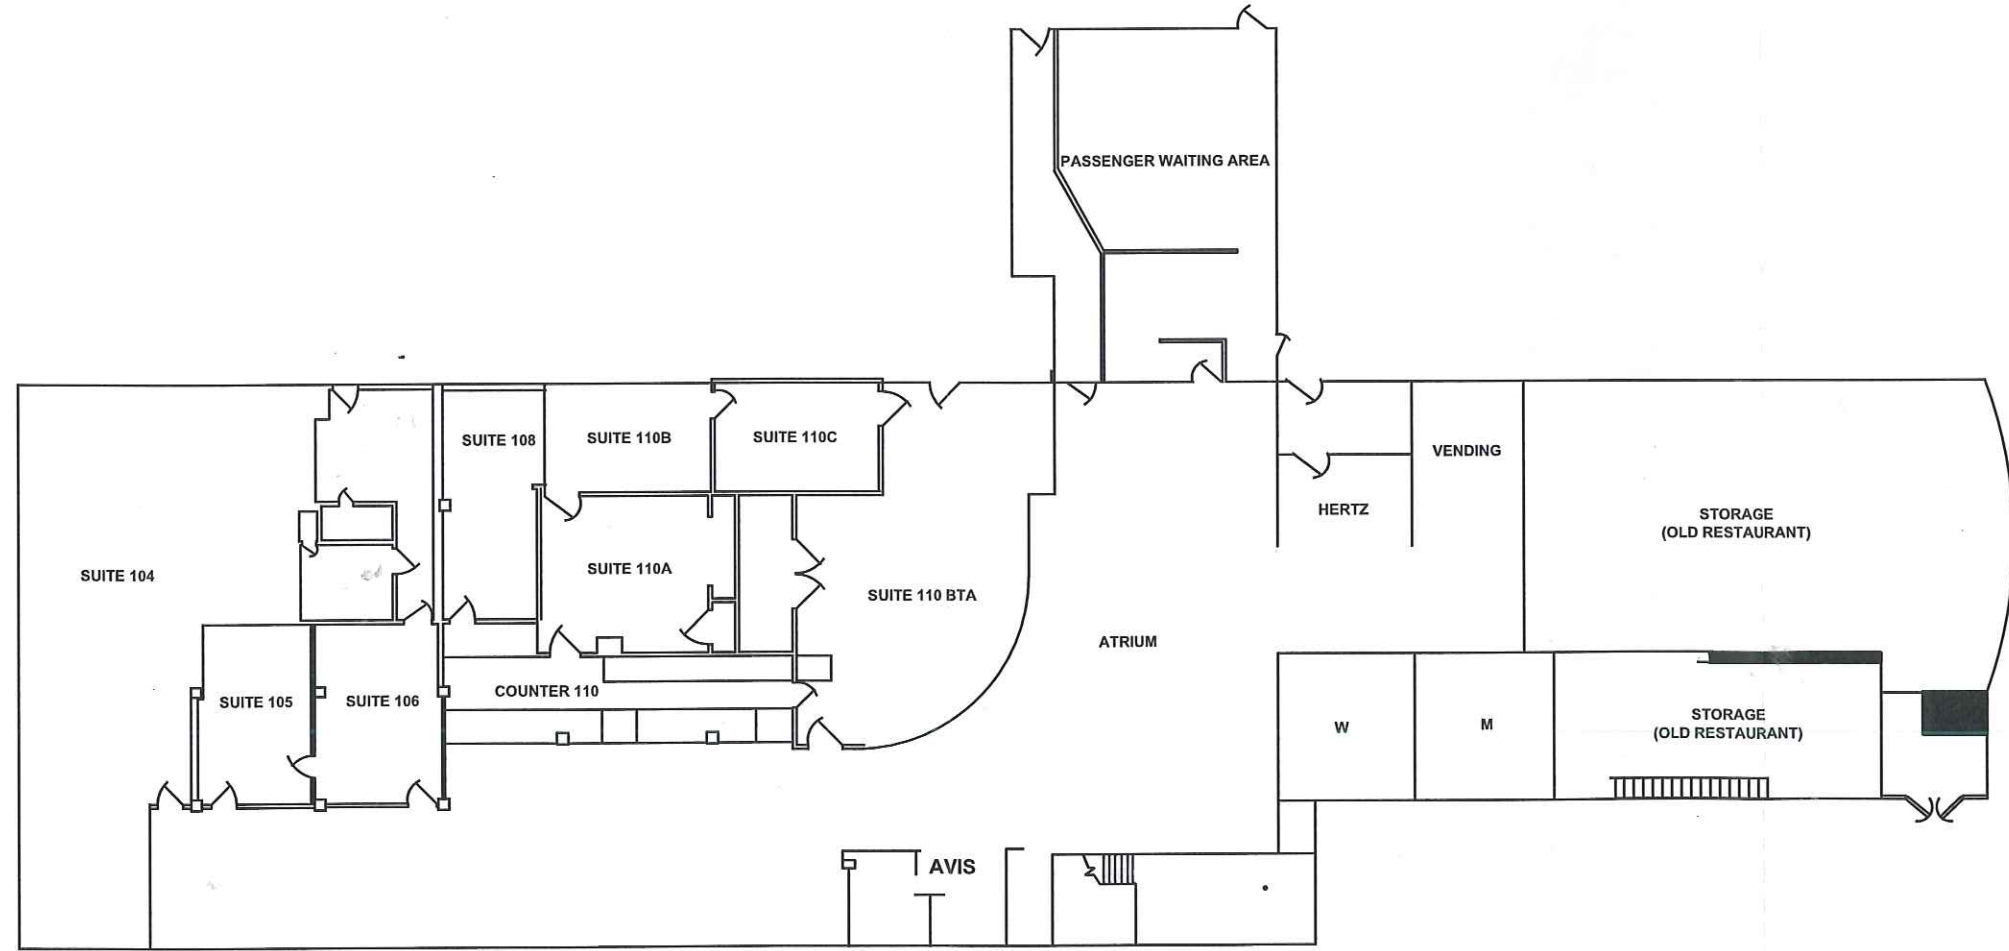 PASSENGER WAITING AREA
SUITE 108
SUITE 110B
SUITE 110C
VENDING
HERTZ
STORAGE
(OLD RESTAURANT)
SUITE 104
SUITE 110A
SUITE 110 BTA
ATRIUM
SUITE 105
SUITE 106
COUNTER 110
W
M
STORAGE
(OLD RESTAURANT)
AVIS